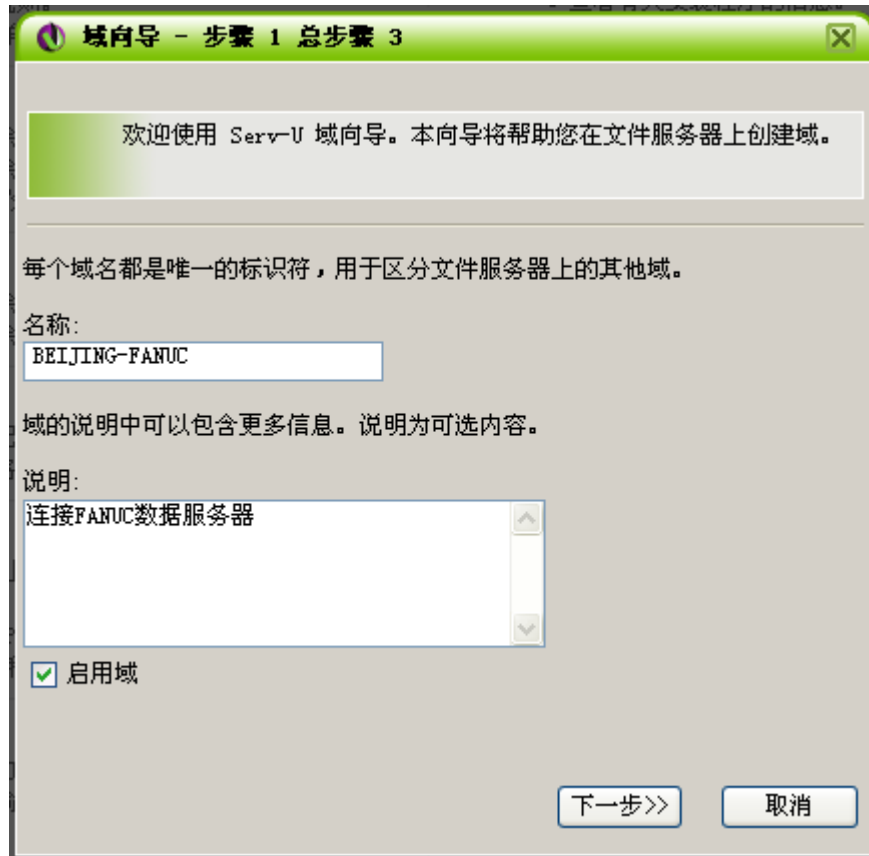 域向导 - 步骤 1 总步骤 3
欢迎使用 Serv-U 域向导。本向导将帮助您在文件服务器上创建域。
每个域名都是唯一的标识符，用于区分文件服务器上的其他域。
名称:
BEIJING-FANUC
域的说明中可以包含更多信息。说明为可选内容。
说明:
连接FANUC数据服务器
启用域
下一步>>
取消